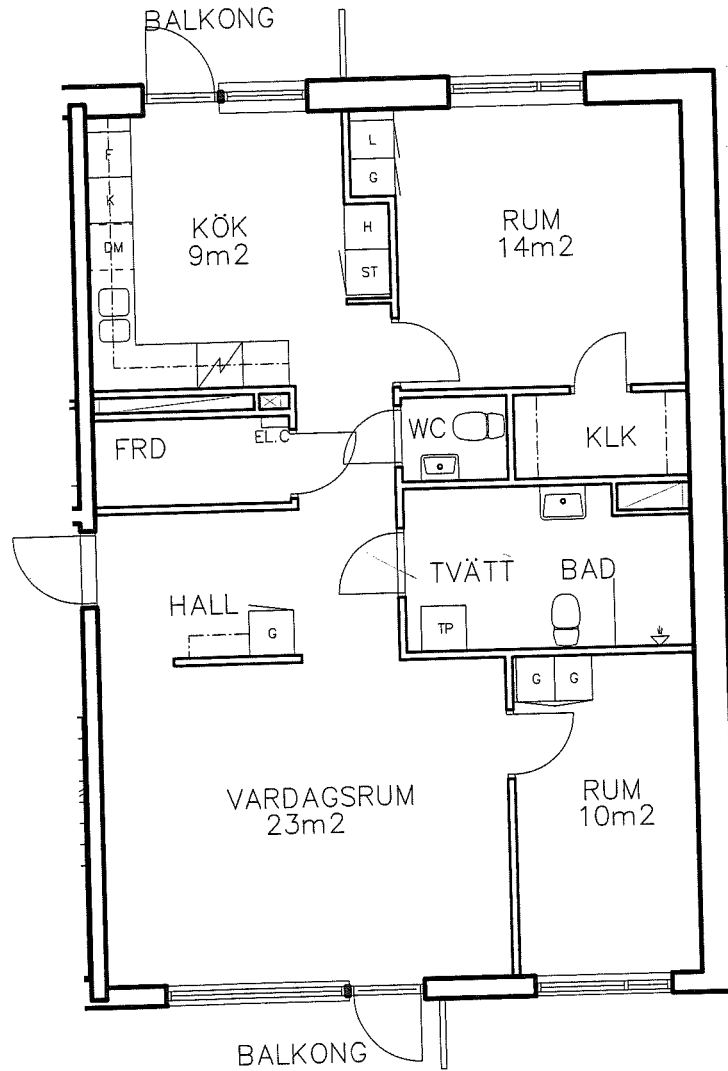 BALKONG
L
F
G
K
KÖK
9m2
H
RUM
14m2
DM
ST
WC
KLK
FRD
EL.C
TVÄTT
BAD
HALL
G
TP
G
G
VARDAGSRUM
23m2
RUM
10m2
BALKONG